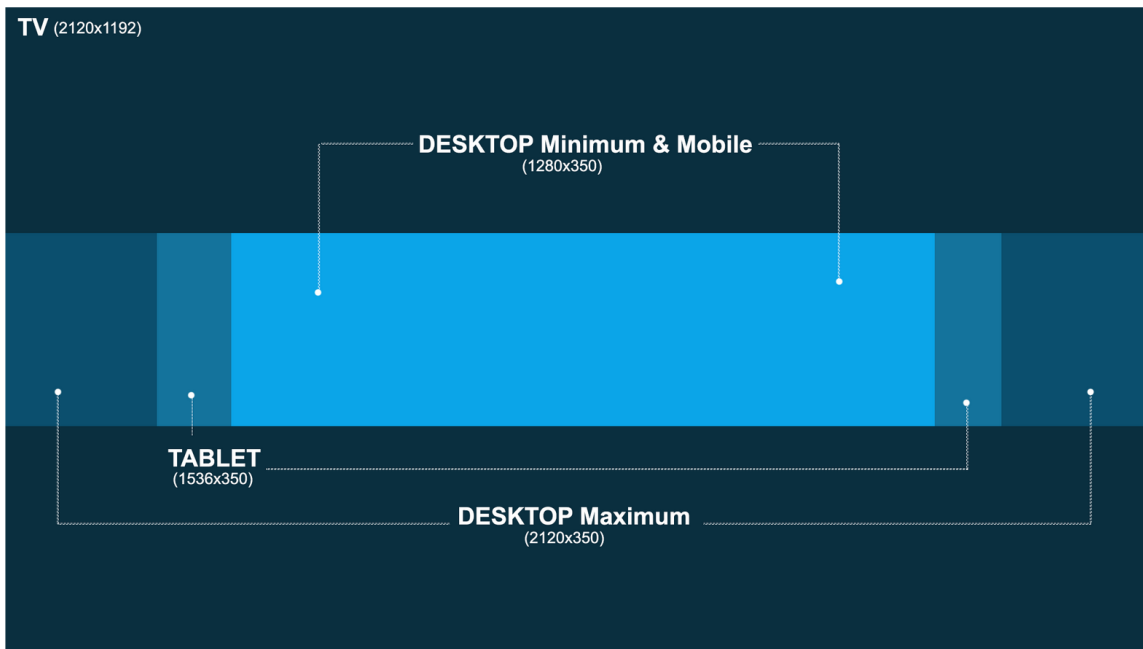 TV (2120x1192)
DESKTOP Minimum & Mobile
(1280x350)
TABLET
(1536x350)
DESKTOP Maximum
(2120x350)